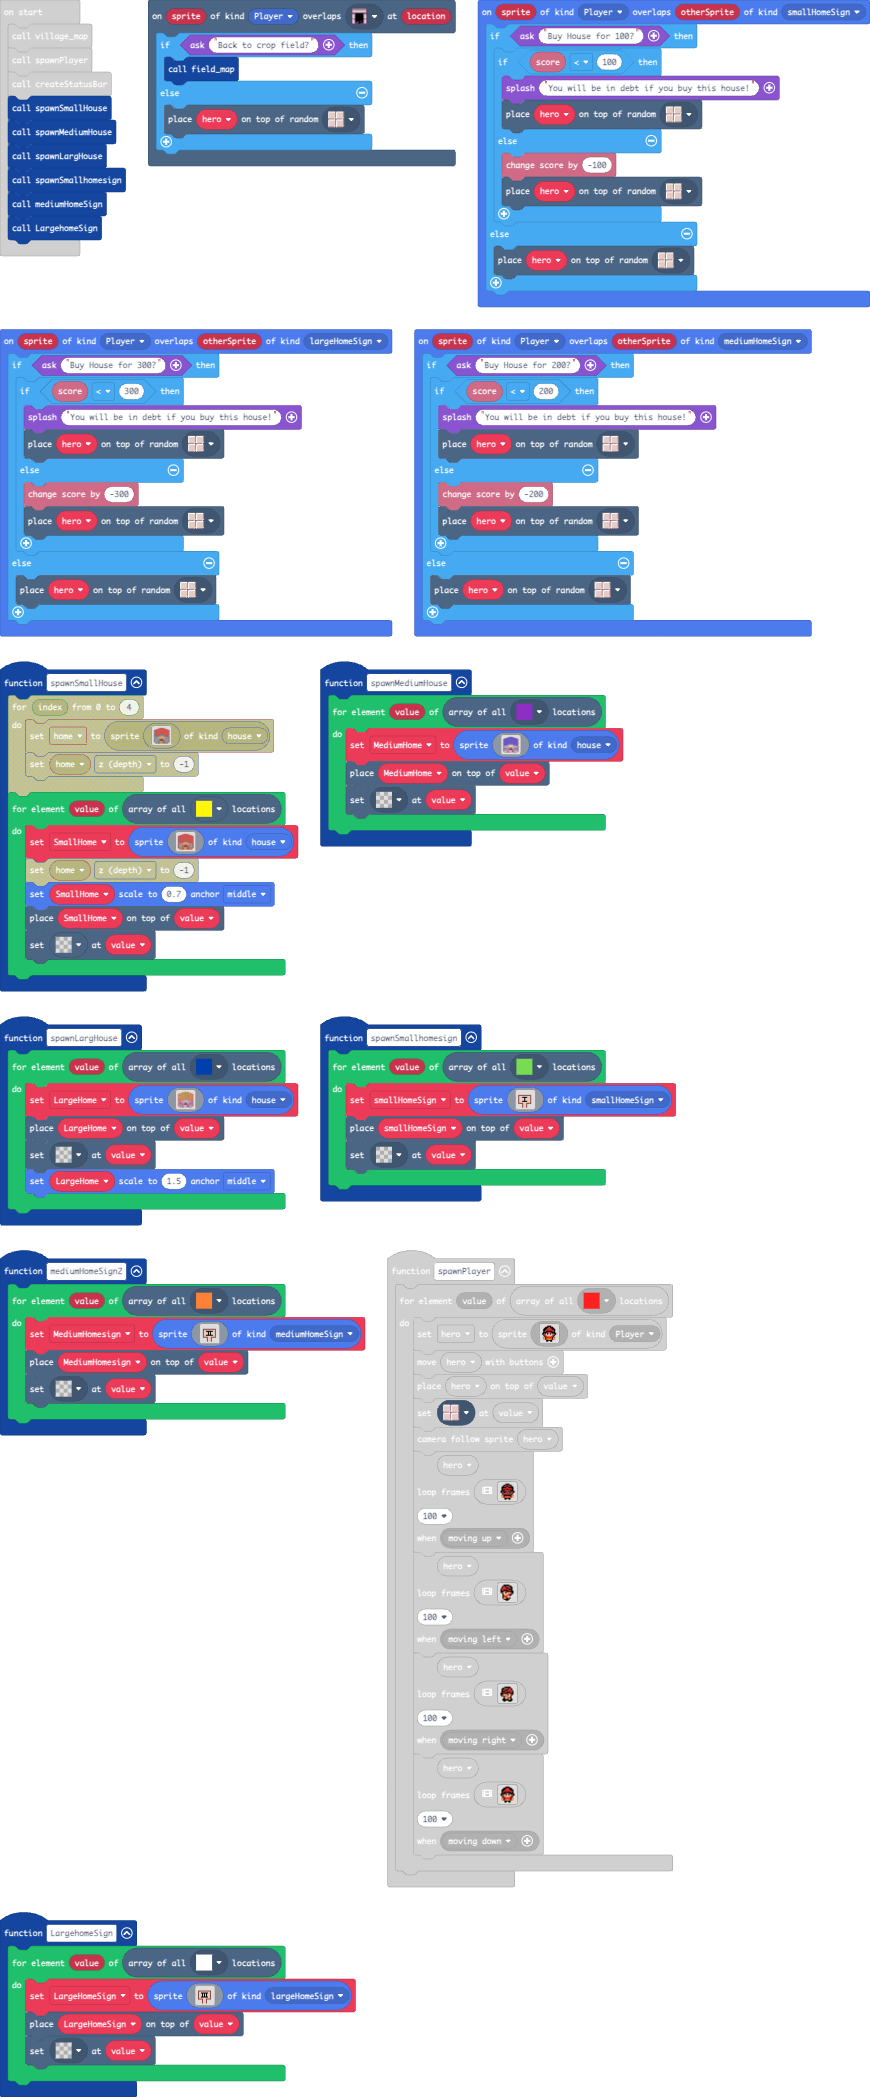 on start
call village_map
call spawnPlayer
call createStatusBar
call spawnSmallHouse
call spawnMediumHouse
call spawnLargHouse
call spawnSmallhomesign
call mediumHomeSign
call LargehomeSign
on sprite of kind Player overlaps at location
if ask "Back to crop field?" then
call field_map
else
place hero on top of random
on sprite of kind Player overlaps otherSprite of kind smallHomeSign
if ask "Buy House for 100?" then
if score < 100 then
splash "You will be in debt if you buy this house!"
place hero on top of random
else
change score by -100
place hero on top of random
else
place hero on top of random
on sprite of kind Player overlaps otherSprite of kind largeHomeSign
if ask "Buy House for 300?" then
if score < 300 then
splash "You will be in debt if you buy this house!"
place hero on top of random
else
change score by -300
place hero on top of random
else
place hero on top of random
on sprite of kind Player overlaps otherSprite of kind mediumHomeSign
if ask "Buy House for 200?" then
if score < 200 then
splash "You will be in debt if you buy this house!"
place hero on top of random
else
change score by -200
place hero on top of random
else
place hero on top of random
function spawnSmallHouse
for index from 0 to 4
do
set home to sprite of kind house
set home z (depth) to -1
for element value of array of all locations
do
set SmallHome to sprite of kind house
set home z (depth) to -1
set SmallHome scale to 0.7 anchor middle
place SmallHome on top of value
set at value
function spawnMediumHouse
for element value of array of all locations
do
set MediumHome to sprite of kind house
place MediumHome on top of value
set at value
function spawnLargHouse
for element value of array of all locations
do
set LargeHome to sprite of kind house
place LargeHome on top of value
set at value
set LargeHome scale to 1.5 anchor middle
function spawnSmallhomesign
for element value of array of all locations
do
set smallHomeSign to sprite of kind smallHomeSign
place smallHomeSign on top of value
set at value
function mediumHomeSign2
for element value of array of all locations
do
set MediumHomesign to sprite of kind mediumHomeSign
place MediumHomesign on top of value
set at value
function spawnPlayer
for element value of array of all locations
do
set hero to sprite of kind Player
move hero with buttons
place hero on top of value
set at value
camera follow sprite hero
hero
loop frames
100
when moving up
hero
loop frames
100
when moving left
hero
loop frames
100
when moving right
hero
loop frames
100
when moving down
function LargehomeSign
for element value of array of all locations
do
set LargeHomeSign to sprite of kind largeHomeSign
place LargeHomeSign on top of value
set at value